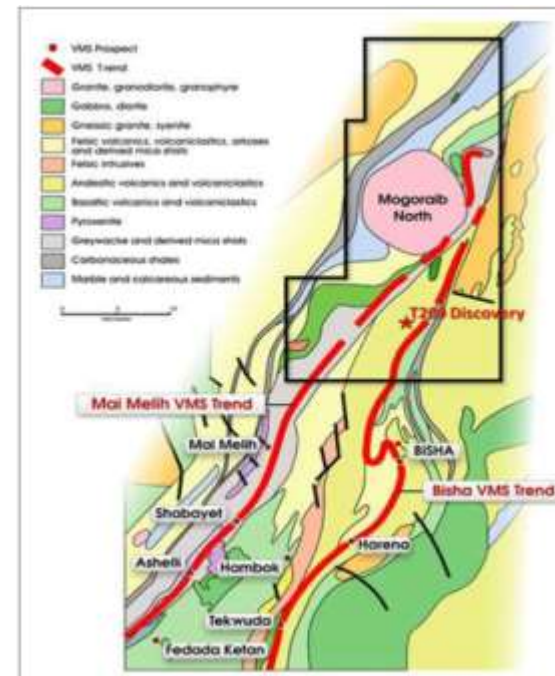 VMS Prospect
VMS Trend
Granite, granodiorite, granophyre
Gabbro, diorite
Gneissic granite, syenite
Felsic volcanics, volcaniclastics, arkoses
and derived mica shists
Felsic intrusives
Andesitic volcanics and volcaniclastics
Basaltic volcanics and volcaniclastics
Pyroxenite
Greywacke and derived mica shists
Carbonaceous shales
Marble and calcareous sediments
Mogoraib
North
Discovery
Mai Melih VMS Trend
Mai Melih
BISHA
Bisha VMS Trend
Shabayet
Ashelli
Hambok
Harena
Tekwuda
Fedada Ketan